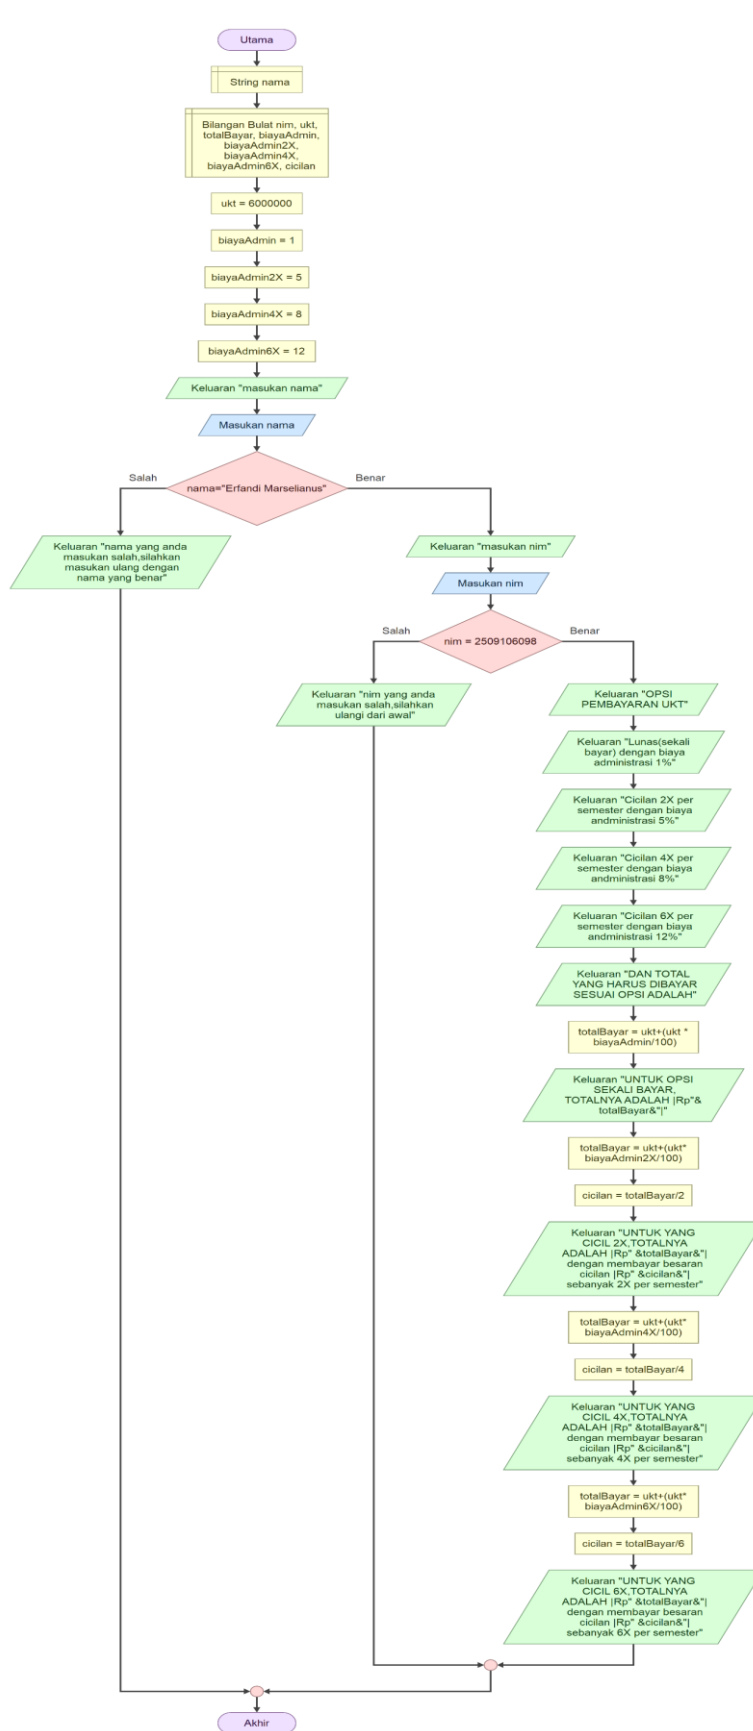 Utama
String nama
Bilangan Bulat nim, ukt,
totalBayar, biayaAdmin,
biayaAdmin2X,
biayaAdmin4X,
biayaAdmin6X, cicilan
ukt = 6000000
biayaAdmin = 1
biayaAdmin2X = 5
biayaAdmin4X = 8
biayaAdmin6X = 12
Keluaran "masukan nama"
Masukan nama
Salah
nama="Erfandi Marselianus"
Benar
Keluaran "nama yang anda
masukan salah,silahkan
masukan ulang dengan
nama yang benar"
Keluaran "masukan nim"
Masukan nim
Salah
nim = 2509106098
Benar
Keluaran "nim yang anda
masukan salah,silahkan
ulangi dari awal"
Keluaran "OPSI
PEMBAYARAN UKT"
Keluaran "Lunas(sekali
bayar) dengan biaya
administrasi 1%"
Keluaran "Cicilan 2X per
semester dengan biaya
andministrasi 5%"
Keluaran "Cicilan 4X per
semester dengan biaya
andministrasi 8%"
Keluaran "Cicilan 6X per
semester dengan biaya
andministrasi 12%"
Keluaran "DAN TOTAL
YANG HARUS DIBAYAR
SESUAI OPSI ADALAH"
totalBayar = ukt+(ukt *
biayaAdmin/100)
Keluaran "UNTUK OPSI
SEKALI BAYAR,
TOTALNYA ADALAH |Rp"&
totalBayar&"|"
totalBayar = ukt+(ukt*
biayaAdmin2X/100)
cicilan = totalBayar/2
Keluaran "UNTUK YANG
CICIL 2X,TOTALNYA
ADALAH |Rp" &totalBayar&"|
dengan membayar besaran
cicilan |Rp" &cicilan&"|
sebanyak 2X per semester"
totalBayar = ukt+(ukt*
biayaAdmin4X/100)
cicilan = totalBayar/4
Keluaran "UNTUK YANG
CICIL 4X,TOTALNYA
ADALAH |Rp" &totalBayar&"|
dengan membayar besaran
cicilan |Rp" &cicilan&"|
sebanyak 4X per semester"
totalBayar = ukt+(ukt*
biayaAdmin6X/100)
cicilan = totalBayar/6
Keluaran "UNTUK YANG
CICIL 6X,TOTALNYA
ADALAH |Rp" &totalBayar&"|
dengan membayar besaran
cicilan |Rp" &cicilan&"|
sebanyak 6X per semester"
Akhir